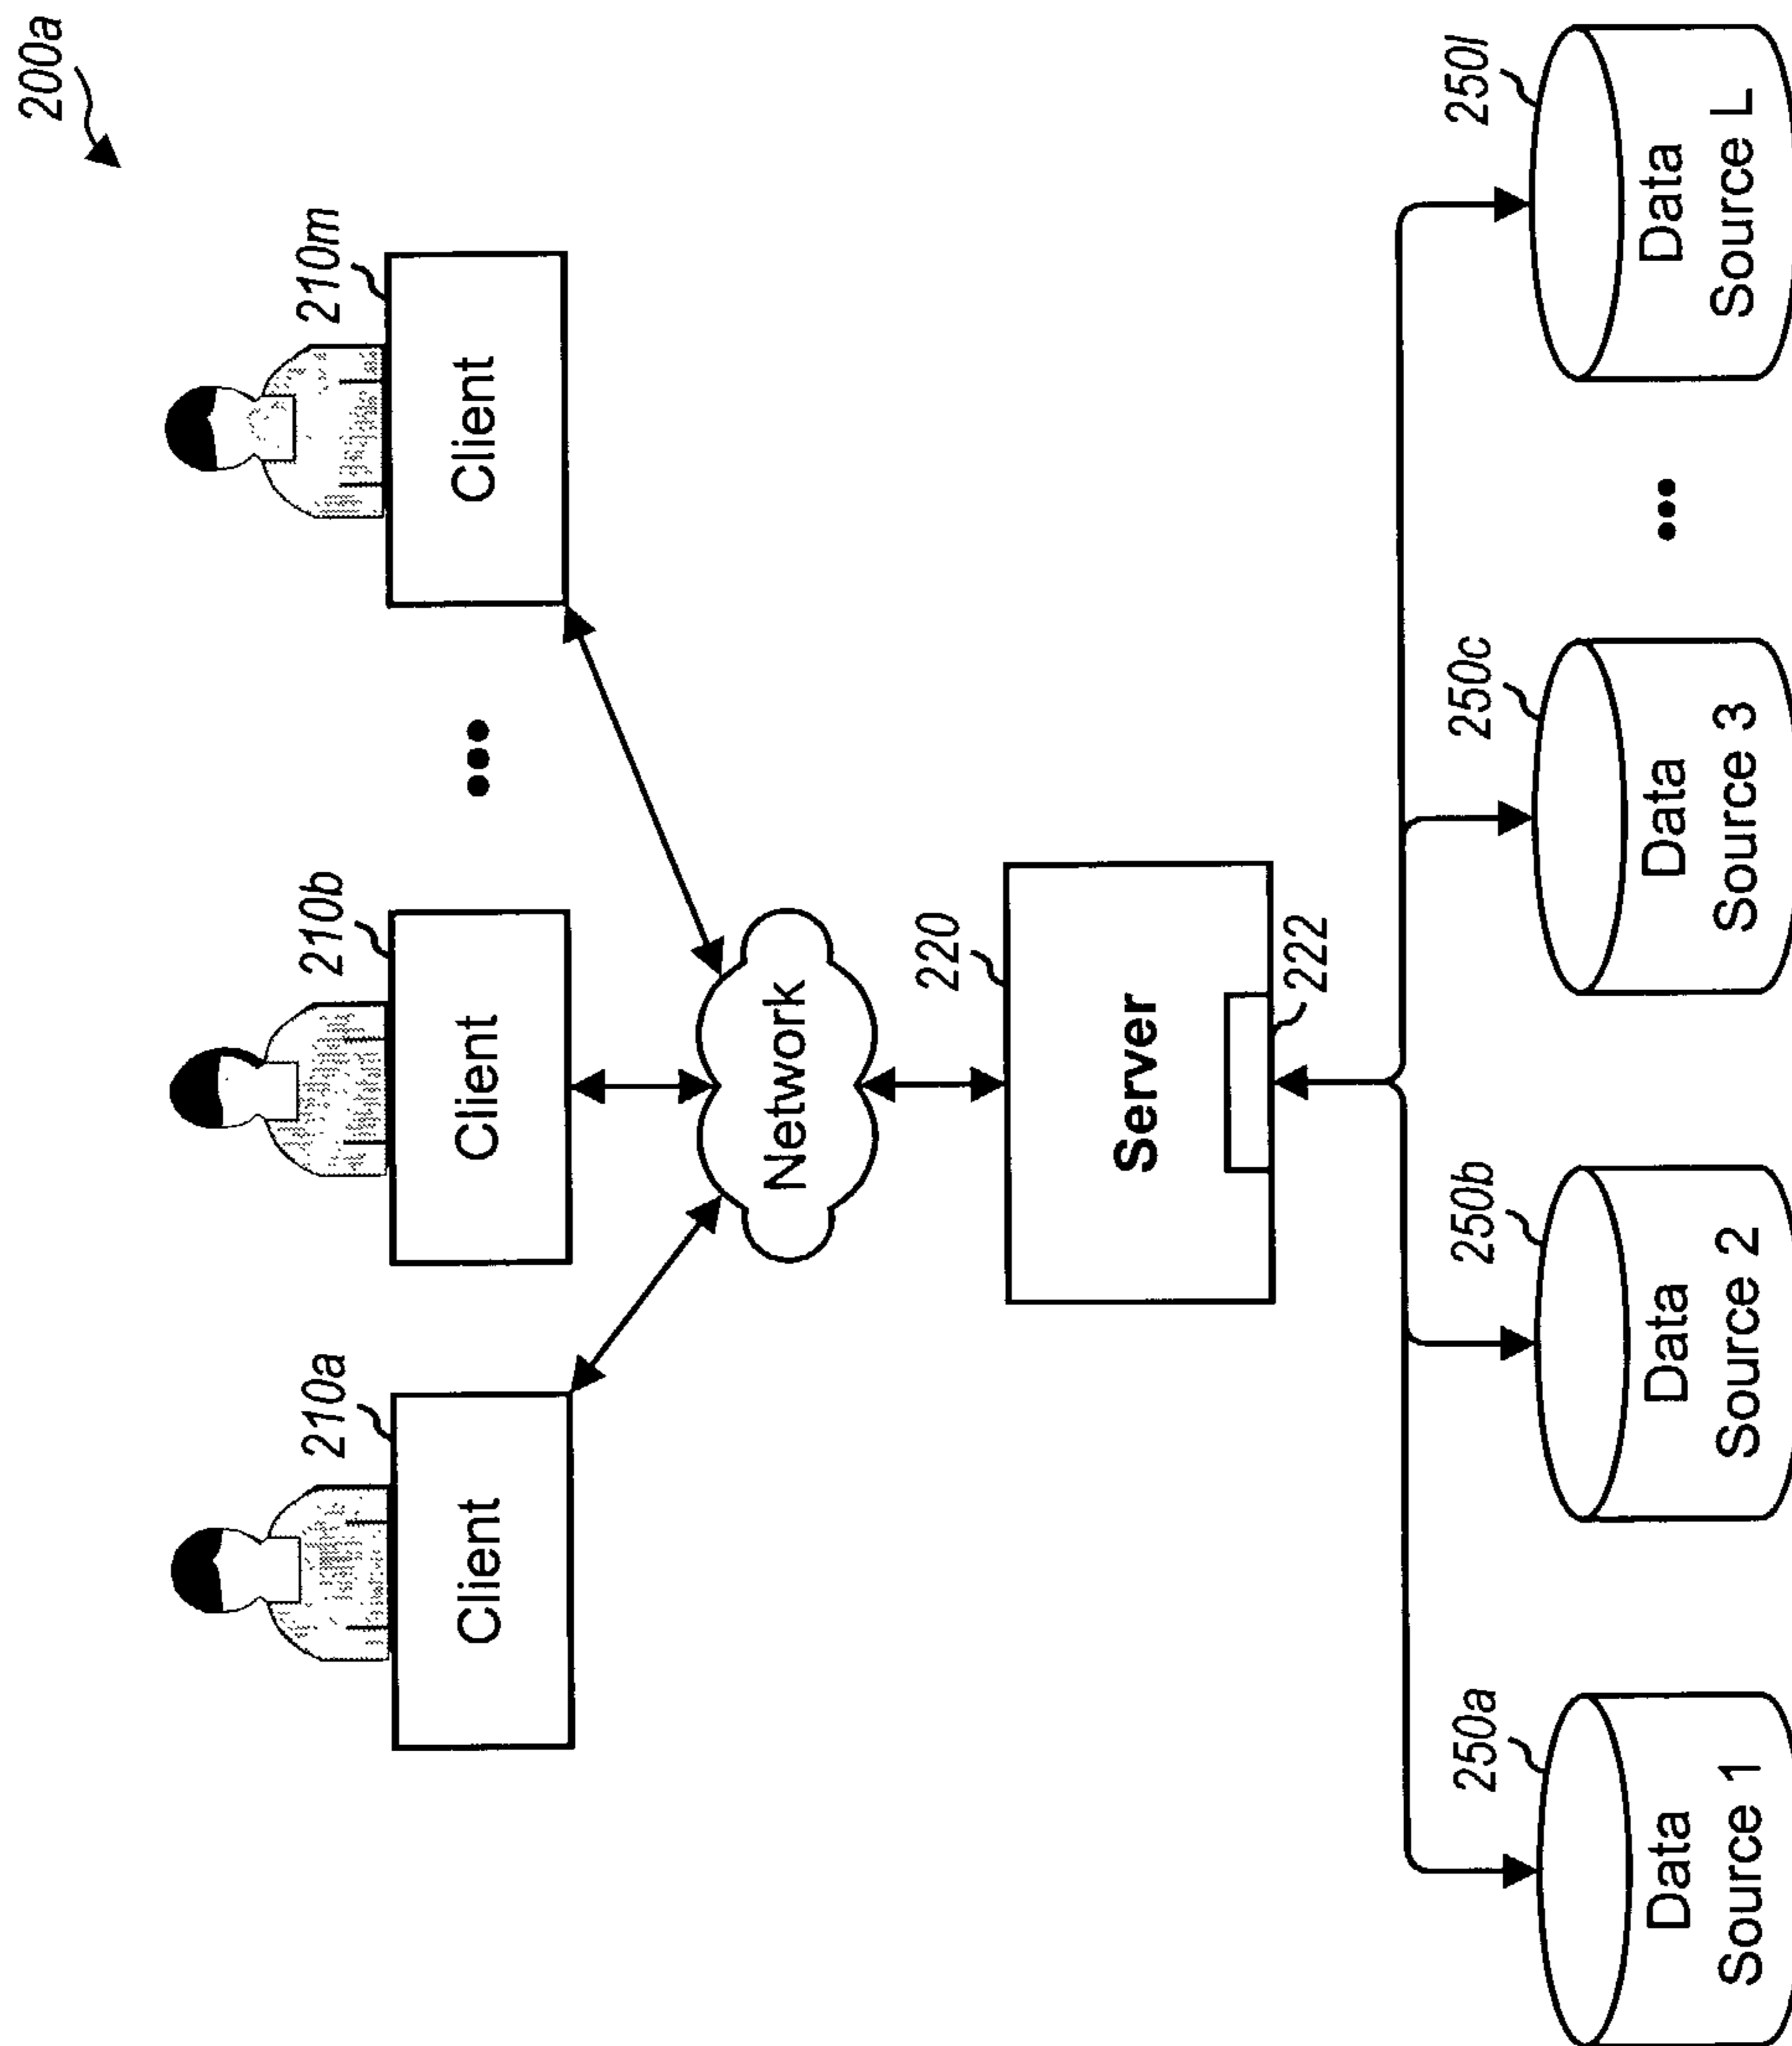 200a
210a
210b
210m
Client
Client
•••
Client
Network
220
Server
222
250a
250b
250c
250l
Data
Source 1
Data
Source 2
Data
Source 3
•••
Data
Source L